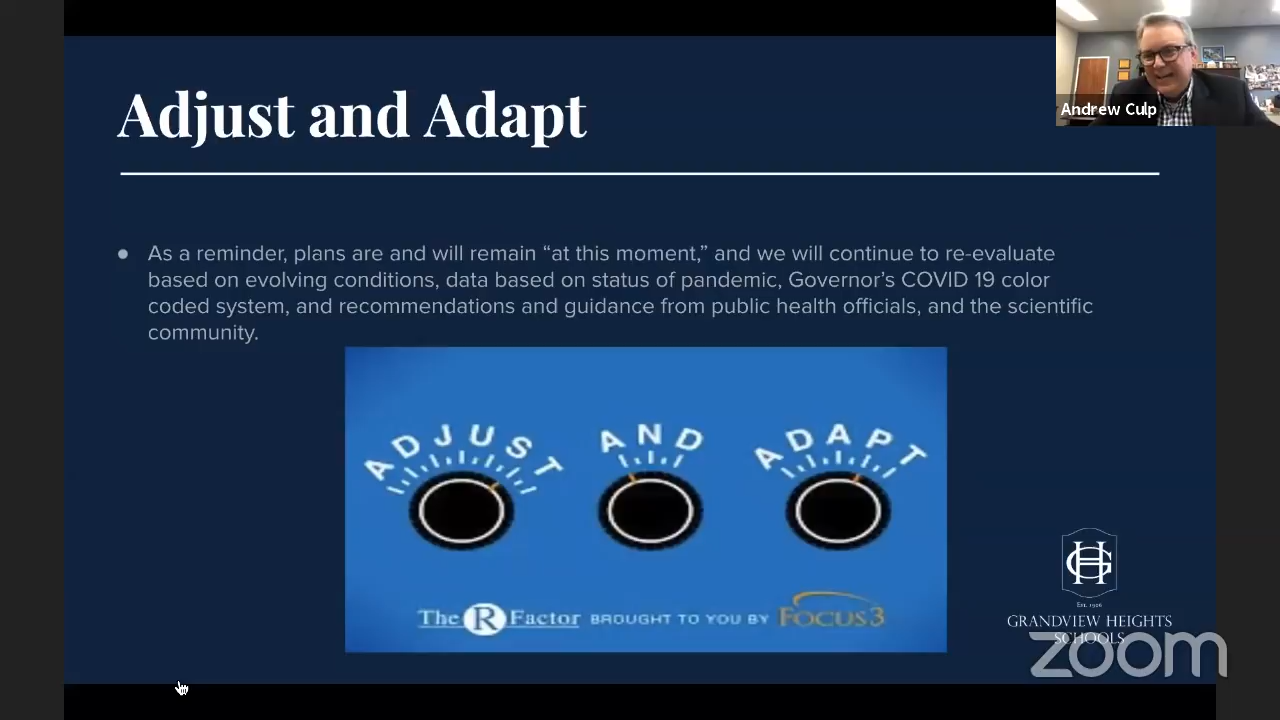 Adjust and Adapt
Andrew Culp
● As a reminder, plans are and will remain “at this moment,” and we will continue to re-evaluate
based on evolving conditions, data based on status of pandemic, Governor’s COVID 19 color
coded system, and recommendations and guidance from public health officials, and the scientific
community.
ADJUST AND ADAPT
The R Factor BROUGHT TO YOU BY FOCUS3
GH
Est. 1906
GRANDVIEW HEIGHTS
SCHOOLS
zoom